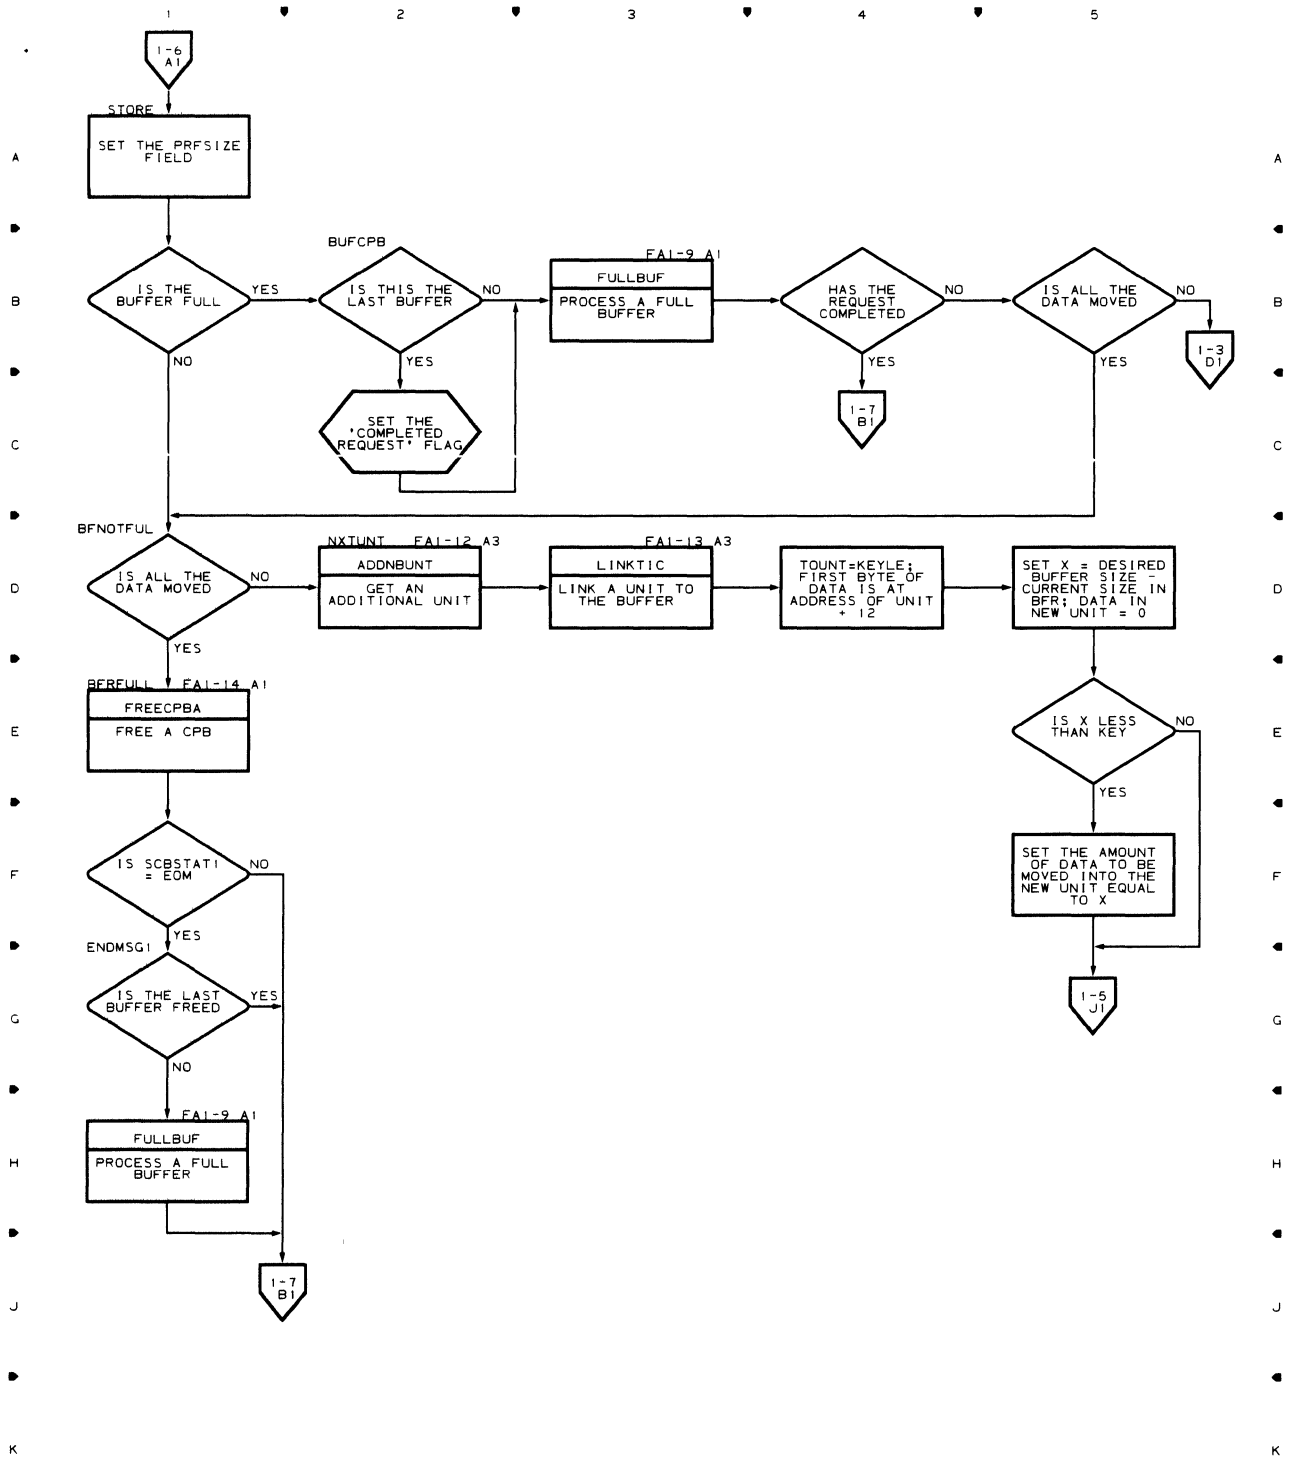 1 2 3 4 5
1-6
A1
STORE
SET THE PRFSIZE
FIELD
A A
BUFCPB
IS THE
BUFFER FULL
YES
NO
IS THIS THE
LAST BUFFER
NO
YES
FA1-9 A1
FULLBUF
PROCESS A FULL
BUFFER
HAS THE
REQUEST
COMPLETED
NO
YES
IS ALL THE
DATA MOVED
NO
YES
B B
1-3
D1
SET THE
'COMPLETED
REQUEST' FLAG
1-7
B1
C C
BFNOTFUL
IS ALL THE
DATA MOVED
NO
YES
NXTUNT FA1-12 A3
ADDNBUNT
GET AN
ADDITIONAL UNIT
FA1-13 A3
LINKTIC
LINK A UNIT TO
THE BUFFER
TOUNT=KEYLE;
FIRST BYTE OF
DATA IS AT
ADDRESS OF UNIT
+ 12
SET X = DESIRED
BUFFER SIZE -
CURRENT SIZE IN
BFR; DATA IN
NEW UNIT = 0
D D
BFRFULL FA1-14 A1
FREECPBA
FREE A CPB
IS X LESS
THAN KEY
NO
YES
E E
IS SCBSTAT1
= EOM
NO
YES
SET THE AMOUNT
OF DATA TO BE
MOVED INTO THE
NEW UNIT EQUAL
TO X
F F
ENDMSG1
IS THE LAST
BUFFER FREED
YES
NO
1-5
J1
G G
FA1-9 A1
FULLBUF
PROCESS A FULL
BUFFER
H H
1-7
B1
J J
K K